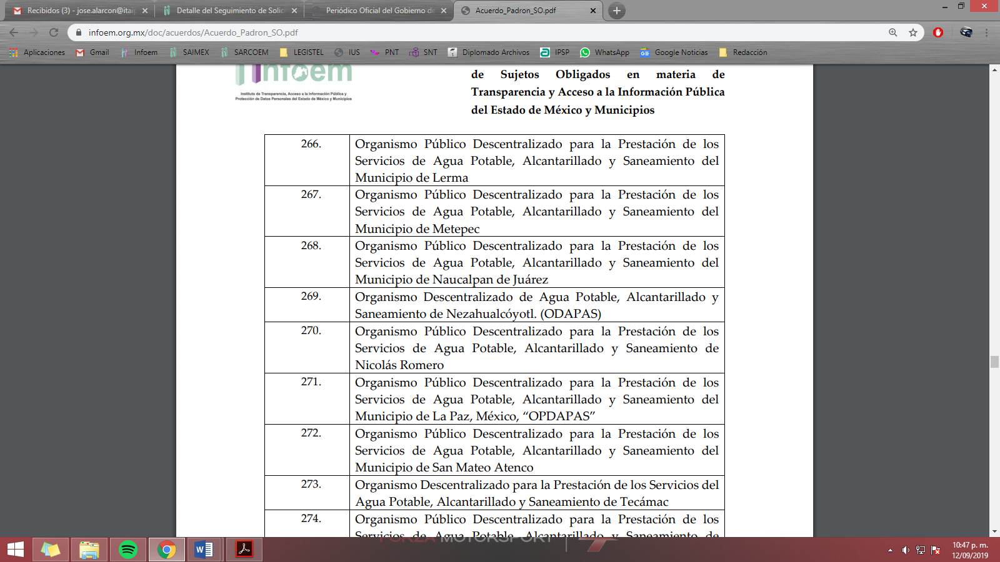 Recibidos (3) - jose.alarcon@itaip
Detalle del Seguimiento de Solic
Periódico Oficial del Gobierno de
Acuerdo_Padron_SO.pdf
infoem.org.mx/doc/acuerdos/Acuerdo_Padron_SO.pdf
Aplicaciones Gmail Infoem SAIMEX SARCOEM LEGISTEL IUS PNT SNT Diplomado Archivos IPSP WhatsApp Google Noticias Redacción
infoem
Instituto de Transparencia, Acceso a la Información Pública y
Protección de Datos Personales del Estado de México y Municipios
de Sujetos Obligados en materia de
Transparencia y Acceso a la Información Pública
del Estado de México y Municipios
266. Organismo Público Descentralizado para la Prestación de los
Servicios de Agua Potable, Alcantarillado y Saneamiento del
Municipio de Lerma
267. Organismo Público Descentralizado para la Prestación de los
Servicios de Agua Potable, Alcantarillado y Saneamiento del
Municipio de Metepec
268. Organismo Público Descentralizado para la Prestación de los
Servicios de Agua Potable, Alcantarillado y Saneamiento del
Municipio de Naucalpan de Juárez
269. Organismo Descentralizado de Agua Potable, Alcantarillado y
Saneamiento de Nezahualcóyotl. (ODAPAS)
270. Organismo Público Descentralizado para la Prestación de los
Servicios de Agua Potable, Alcantarillado y Saneamiento de
Nicolás Romero
271. Organismo Público Descentralizado para la Prestación de los
Servicios de Agua Potable, Alcantarillado y Saneamiento del
Municipio de La Paz, México, “OPDAPAS”
272. Organismo Público Descentralizado para la Prestación de los
Servicios de Agua Potable, Alcantarillado y Saneamiento del
Municipio de San Mateo Atenco
273. Organismo Descentralizado para la Prestación de los Servicios del
Agua Potable, Alcantarillado y Saneamiento de Tecámac
274. Organismo Público Descentralizado para la Prestación de los
Servicios de Agua Potable, Alcantarillado y Saneamiento de
FORZA MOTORSPORT
10:47 p. m.
12/09/2019